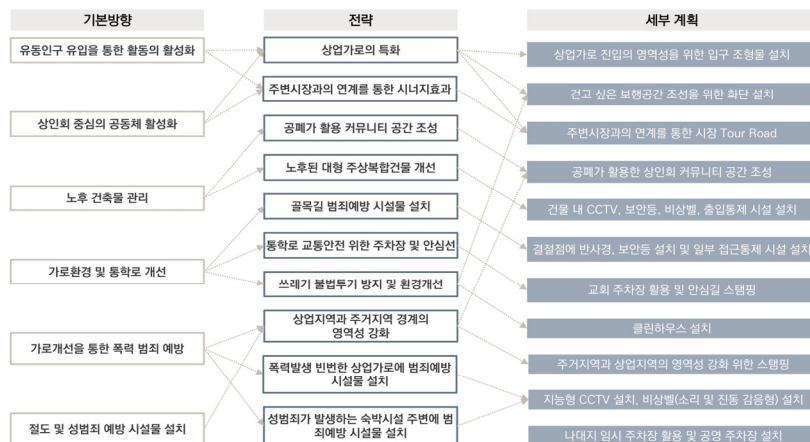 기본방향
유동인구 유입을 통한 활동의 활성화
상인회 중심의 공동체 활성화
노후 건축물 관리
가로환경 및 통학로 개선
가로개선을 통한 폭력 범죄 예방
절도 및 성범죄 예방 시설물 설치
전략
상업가로의 특화
주변시장과의 연계를 통한 시너지효과
공폐가 활용 커뮤니티 공간 조성
노후된 대형 주상복합건물 개선
골목길 범죄예방 시설물 설치
통학로 교통안전 위한 주차장 및 안심선
쓰레기 불법투기 방지 및 환경개선
상업지역과 주거지역 경계의
영역성 강화
폭력발생 빈번한 상업가로에 범죄예방
시설물 설치
성범죄가 발생하는 숙박시설 주변에 범
죄예방 시설물 설치
세부 계획
상업가로 진입의 영역성을 위한 입구 조형물 설치
걷고 싶은 보행공간 조성을 위한 화단 설치
주변시장과의 연계를 통한 시장 Tour Road
공폐가 활용한 상인회 커뮤니티 공간 조성
건물 내 CCTV, 보안등, 비상벨, 출입통제 시설 설치
결절점에 반사경, 보안등 설치 및 일부 접근통제 시설 설치
교회 주차장 활용 및 안심길 스탬핑
클린하우스 설치
주거지역과 상업지역의 영역성 강화 위한 스탬핑
지능형 CCTV 설치, 비상벨(소리 및 진동 감응형) 설치
나대지 임시 주차장 활용 및 공영 주차장 설치